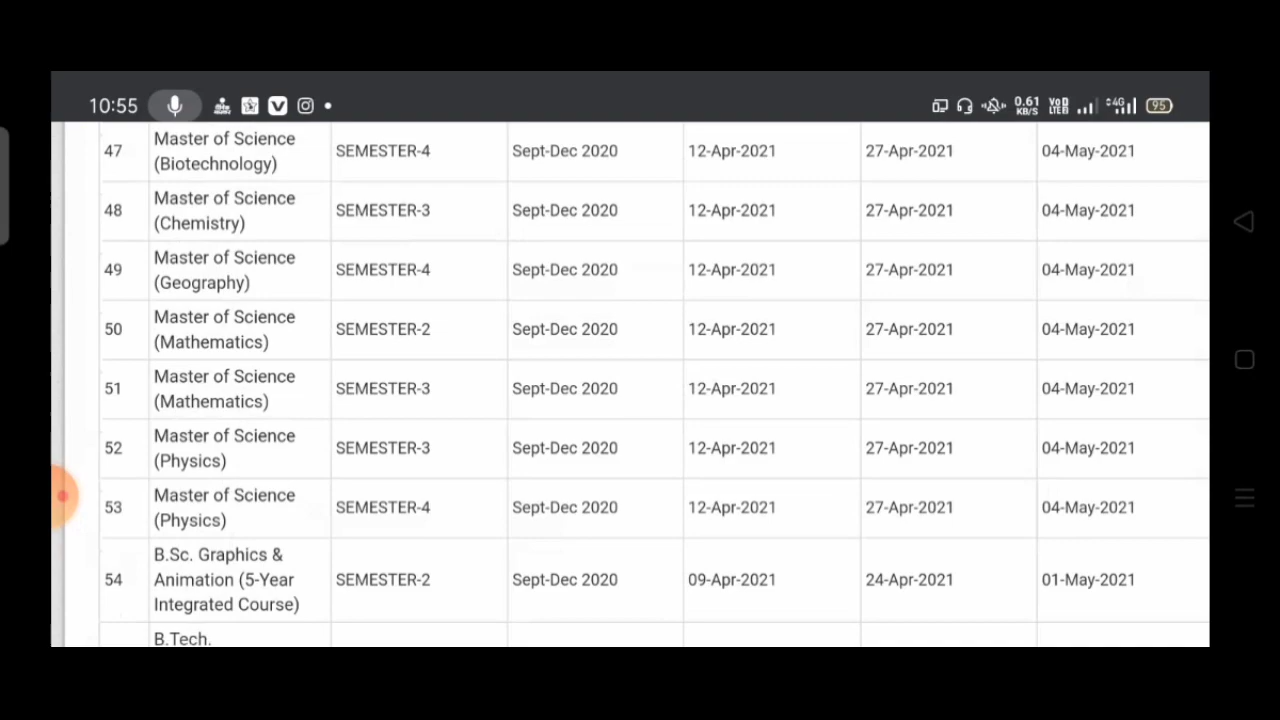 10:55 0.61 KB/S VoD LTE2 4G 95
47 Master of Science (Biotechnology) SEMESTER-4 Sept-Dec 2020 12-Apr-2021 27-Apr-2021 04-May-2021
48 Master of Science (Chemistry) SEMESTER-3 Sept-Dec 2020 12-Apr-2021 27-Apr-2021 04-May-2021
49 Master of Science (Geography) SEMESTER-4 Sept-Dec 2020 12-Apr-2021 27-Apr-2021 04-May-2021
50 Master of Science (Mathematics) SEMESTER-2 Sept-Dec 2020 12-Apr-2021 27-Apr-2021 04-May-2021
51 Master of Science (Mathematics) SEMESTER-3 Sept-Dec 2020 12-Apr-2021 27-Apr-2021 04-May-2021
52 Master of Science (Physics) SEMESTER-3 Sept-Dec 2020 12-Apr-2021 27-Apr-2021 04-May-2021
53 Master of Science (Physics) SEMESTER-4 Sept-Dec 2020 12-Apr-2021 27-Apr-2021 04-May-2021
54 B.Sc. Graphics & Animation (5-Year Integrated Course) SEMESTER-2 Sept-Dec 2020 09-Apr-2021 24-Apr-2021 01-May-2021
B.Tech.